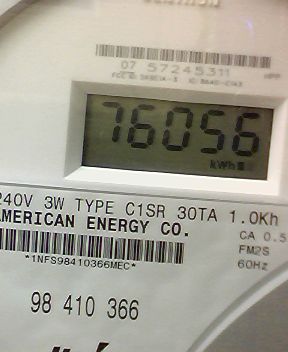 07 57245311
76056
kWh
240V 3W TYPE C1SR 30TA 1.0Kh
AMERICAN ENERGY CO.
CA 0.5
FM2S
60Hz
*1NFS98410366MEC*
98 410 366